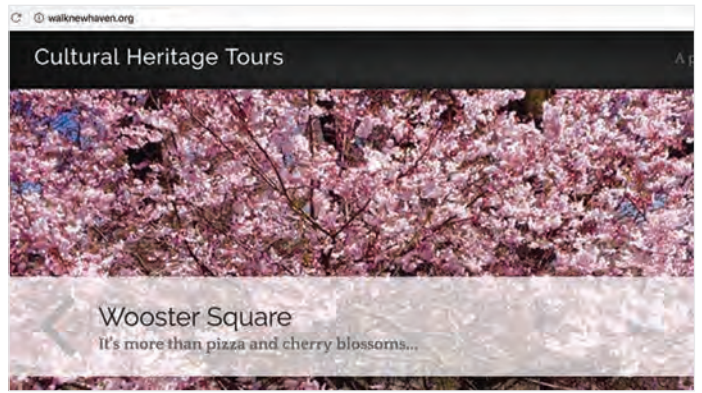 walknewhaven.org
Cultural Heritage Tours
A p
Wooster Square
It's more than pizza and cherry blossoms...